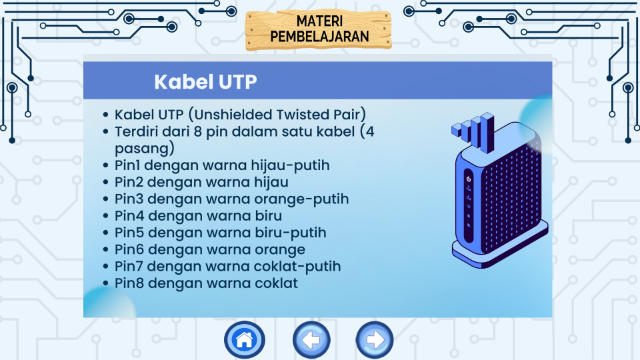 MATERI
PEMBELAJARAN
Kabel UTP
• Kabel UTP (Unshielded Twisted Pair)
• Terdiri dari 8 pin dalam satu kabel (4
pasang)
• Pin1 dengan warna hijau-putih
• Pin2 dengan warna hijau
• Pin3 dengan warna orange-putih
• Pin4 dengan warna biru
• Pin5 dengan warna biru-putih
• Pin6 dengan warna orange
• Pin7 dengan warna coklat-putih
• Pin8 dengan warna coklat